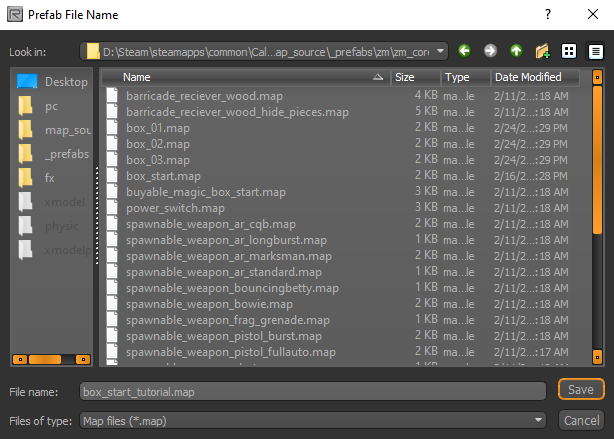 Prefab File Name
Look in: D:\Steam\steamapps\common\Cal...ap_source\_prefabs\zm\zm_cor
Name Size Type Date Modified
Desktop
pc
map_sou
_prefabs
fx
xmodel
physic
xmodelp
barricade_reciever_wood.map 4 KB ma...le 2/11/2...:18 AM
barricade_reciever_wood_hide_pieces.map 5 KB ma...le 2/11/2...:18 AM
box_01.map 2 KB ma...le 2/24/2...:29 PM
box_02.map 2 KB ma...le 2/24/2...:29 PM
box_03.map 2 KB ma...le 2/24/2...:29 PM
box_start.map 2 KB ma...le 2/16/2...:28 PM
buyable_magic_box_start.map 3 KB ma...le 2/11/2...:18 AM
power_switch.map 3 KB ma...le 2/11/2...:18 AM
spawnable_weapon_ar_cqb.map 2 KB ma...le 2/11/2...:18 AM
spawnable_weapon_ar_longburst.map 1 KB ma...le 2/11/2...:18 AM
spawnable_weapon_ar_marksman.map 2 KB ma...le 2/11/2...:18 AM
spawnable_weapon_ar_standard.map 1 KB ma...le 2/11/2...:18 AM
spawnable_weapon_bouncingbetty.map 2 KB ma...le 2/11/2...:18 AM
spawnable_weapon_bowie.map 2 KB ma...le 2/11/2...:18 AM
spawnable_weapon_frag_grenade.map 2 KB ma...le 2/11/2...:18 AM
spawnable_weapon_pistol_burst.map 2 KB ma...le 2/11/2...:18 AM
spawnable_weapon_pistol_fullauto.map 2 KB ma...le 2/11/2...:17 AM
File name: box_start_tutorial.map Save
Files of type: Map files (*.map) Cancel